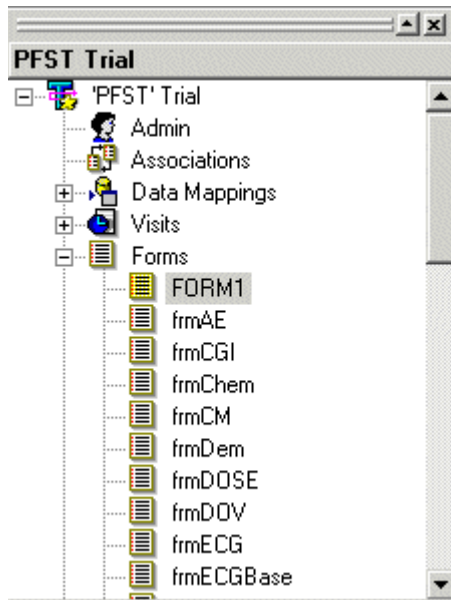 PFST Trial
'PFST' Trial
Admin
Associations
Data Mappings
Visits
Forms
FORM1
frmAE
frmCGI
frmChem
frmCM
frmDem
frmDOSE
frmDOV
frmECG
frmECGBase